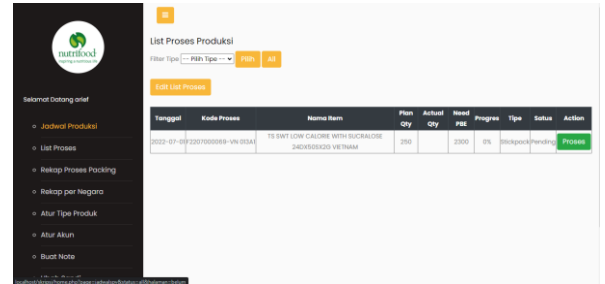 nutrifood
List Proses Produksi
Filter Tipe -- Pilih Tipe -- Pilih All
Edit List Proses
Selamat Datang arief
Jadwal Produksi
List Proses
Rekap Proses Packing
Rekap per Negara
Atur Tipe Produk
Atur Akun
Buat Note
Tanggal Kode Proses Nama Item Plan Qty Actual Qty Need PBE Progres Tipe Satus Action
2022-07-0 F2207000069-VN 013A1 TS SWT LOW CALORIE WITH SUCRALOSE 24DX50SX2G VIETNAM 250 2300 0% Stickpack Pending Proses